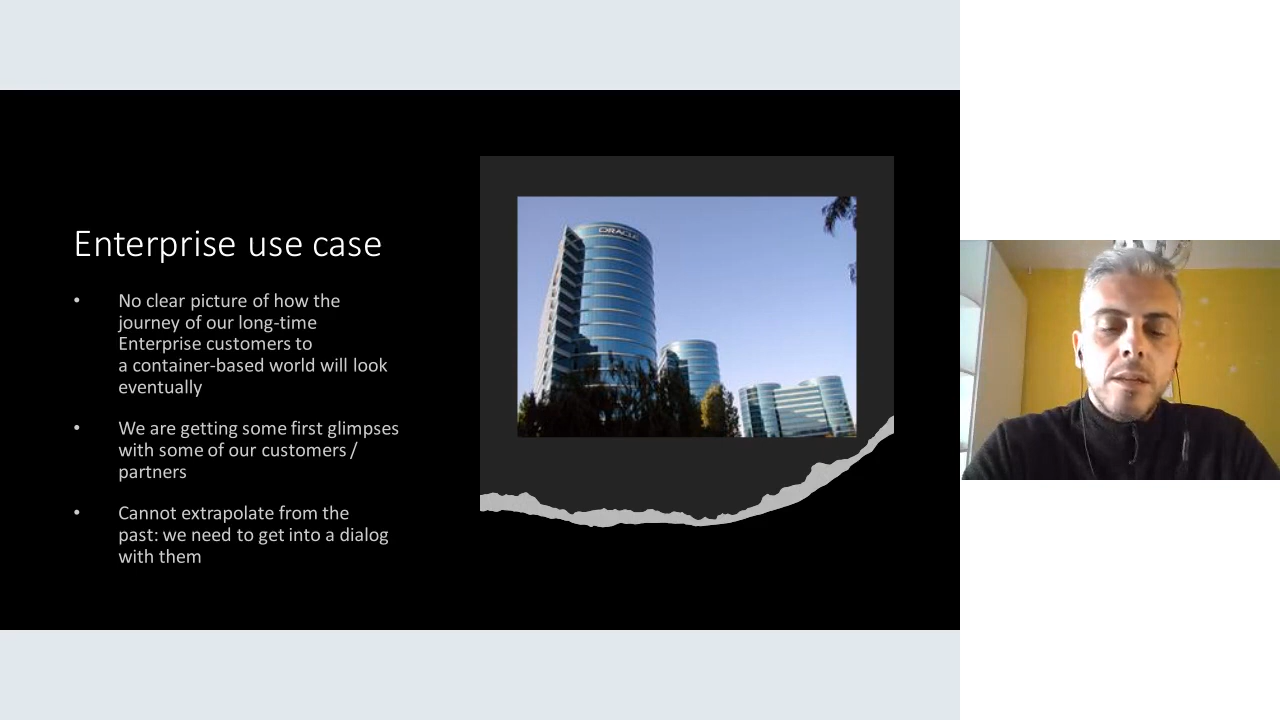 Enterprise use case
• No clear picture of how the
journey of our long-time
Enterprise customers to
a container-based world will look
eventually
• We are getting some first glimpses
with some of our customers /
partners
• Cannot extrapolate from the
past: we need to get into a dialog
with them
ORACLE